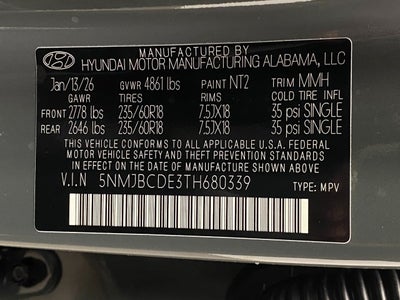 MANUFACTURED BY
HYUNDAI MOTOR MANUFACTURING ALABAMA, LLC
Jan/13/26 GVWR 4861 lbs PAINT NT2 TRIM MMH
GAWR TIRES RIMS COLD TIRE INFL
FRONT 2778 lbs 235/60R18 7.5JX18 35 psi SINGLE
REAR 2646 lbs 235/60R18 7.5JX18 35 psi SINGLE
THIS VEHICLE CONFORMS TO ALL APPLICABLE U.S.A. FEDERAL
MOTOR VEHICLE SAFETY, BUMPER, AND THEFT PREVENTION STANDARDS
IN EFFECT ON THE DATE OF MANUFACTURE SHOWN ABOVE.
V.I.N 5NMJBCDE3TH680339 TYPE: MPV